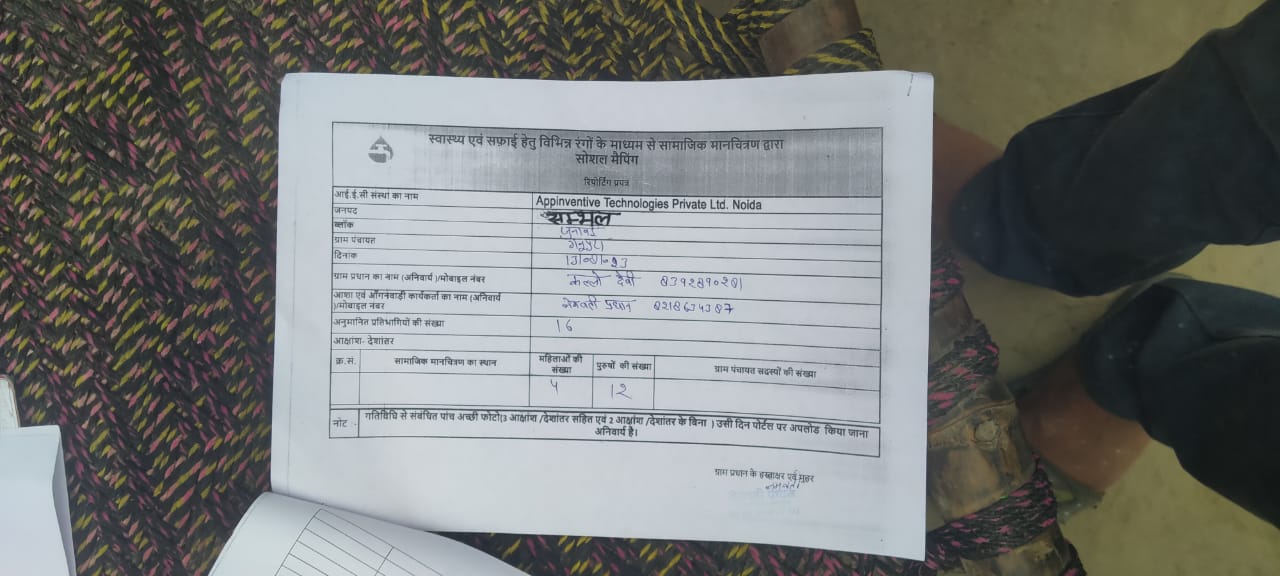 स्वास्थ्य एवं सफ़ाई हेतु विभिन्न रंगों के माध्यम से सामाजिक मानचित्रण द्वारा
सोशल मैपिंग
रिपोर्टिंग प्रपत्र
आई.ई.सी संस्था का नाम Appinventive Technologies Private Ltd. Noida
जनपद सम्भल
ब्लॉक
ग्राम पंचायत
दिनांक
ग्राम प्रधान का नाम (अनिवार्य )/मोबाइल नंबर कल्लो देवी
आशा एवं आँगनवाड़ी कार्यकर्ता का नाम (अनिवार्य
)/मोबाइल नंबर
अनुमानित प्रतिभागियों की संख्या 16
आक्षांश- देशांतर
क्र.सं. सामाजिक मानचित्रण का स्थान महिलाओं की संख्या पुरुषों की संख्या ग्राम पंचायत सदस्यों की संख्या
12
नोट :- गतिविधि से संबंधित पांच अच्छी फोटो(3 आक्षांश /देशांतर सहित एवं 2 आक्षांश /देशांतर के बिना ) उसी दिन पोर्टल पर अपलोड किया जाना
अनिवार्य है।
ग्राम प्रधान के हस्ताक्षर एवं मुहर